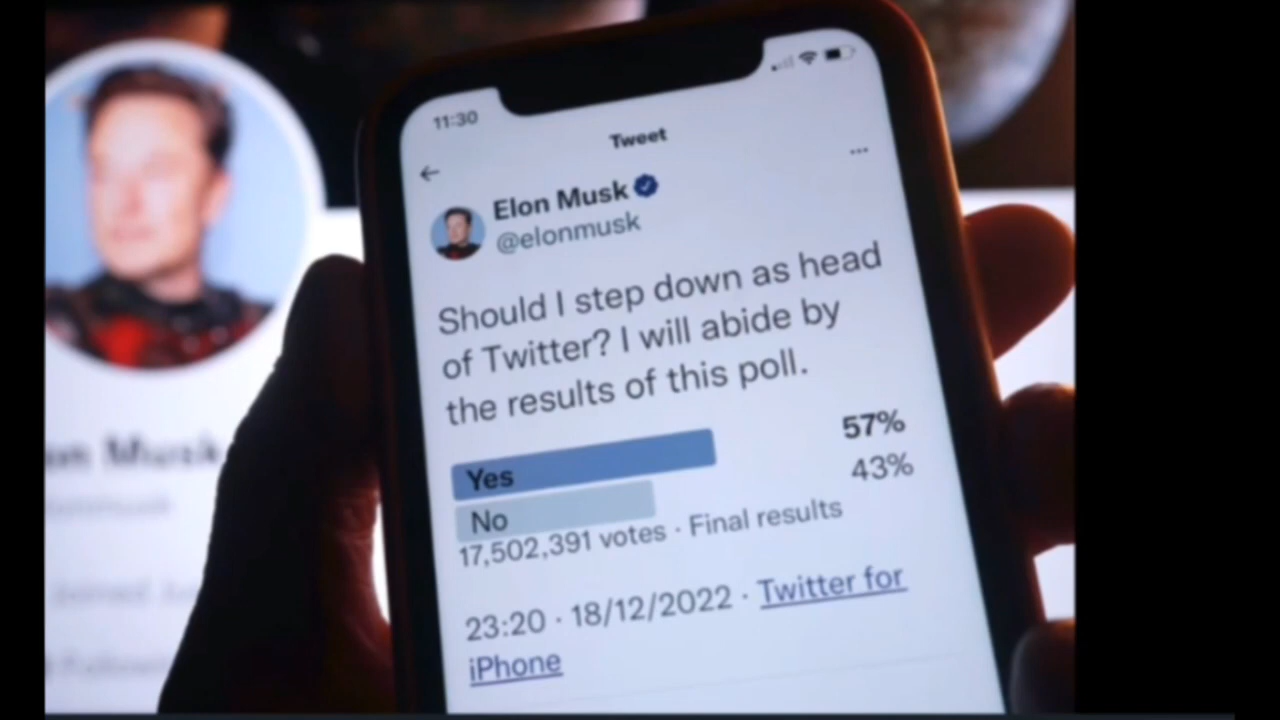 11:30
Tweet
Elon Musk
@elonmusk
Should I step down as head
of Twitter? I will abide by
the results of this poll.
Yes 57%
No 43%
17,502,391 votes · Final results
23:20 · 18/12/2022 · Twitter for
iPhone
Musk